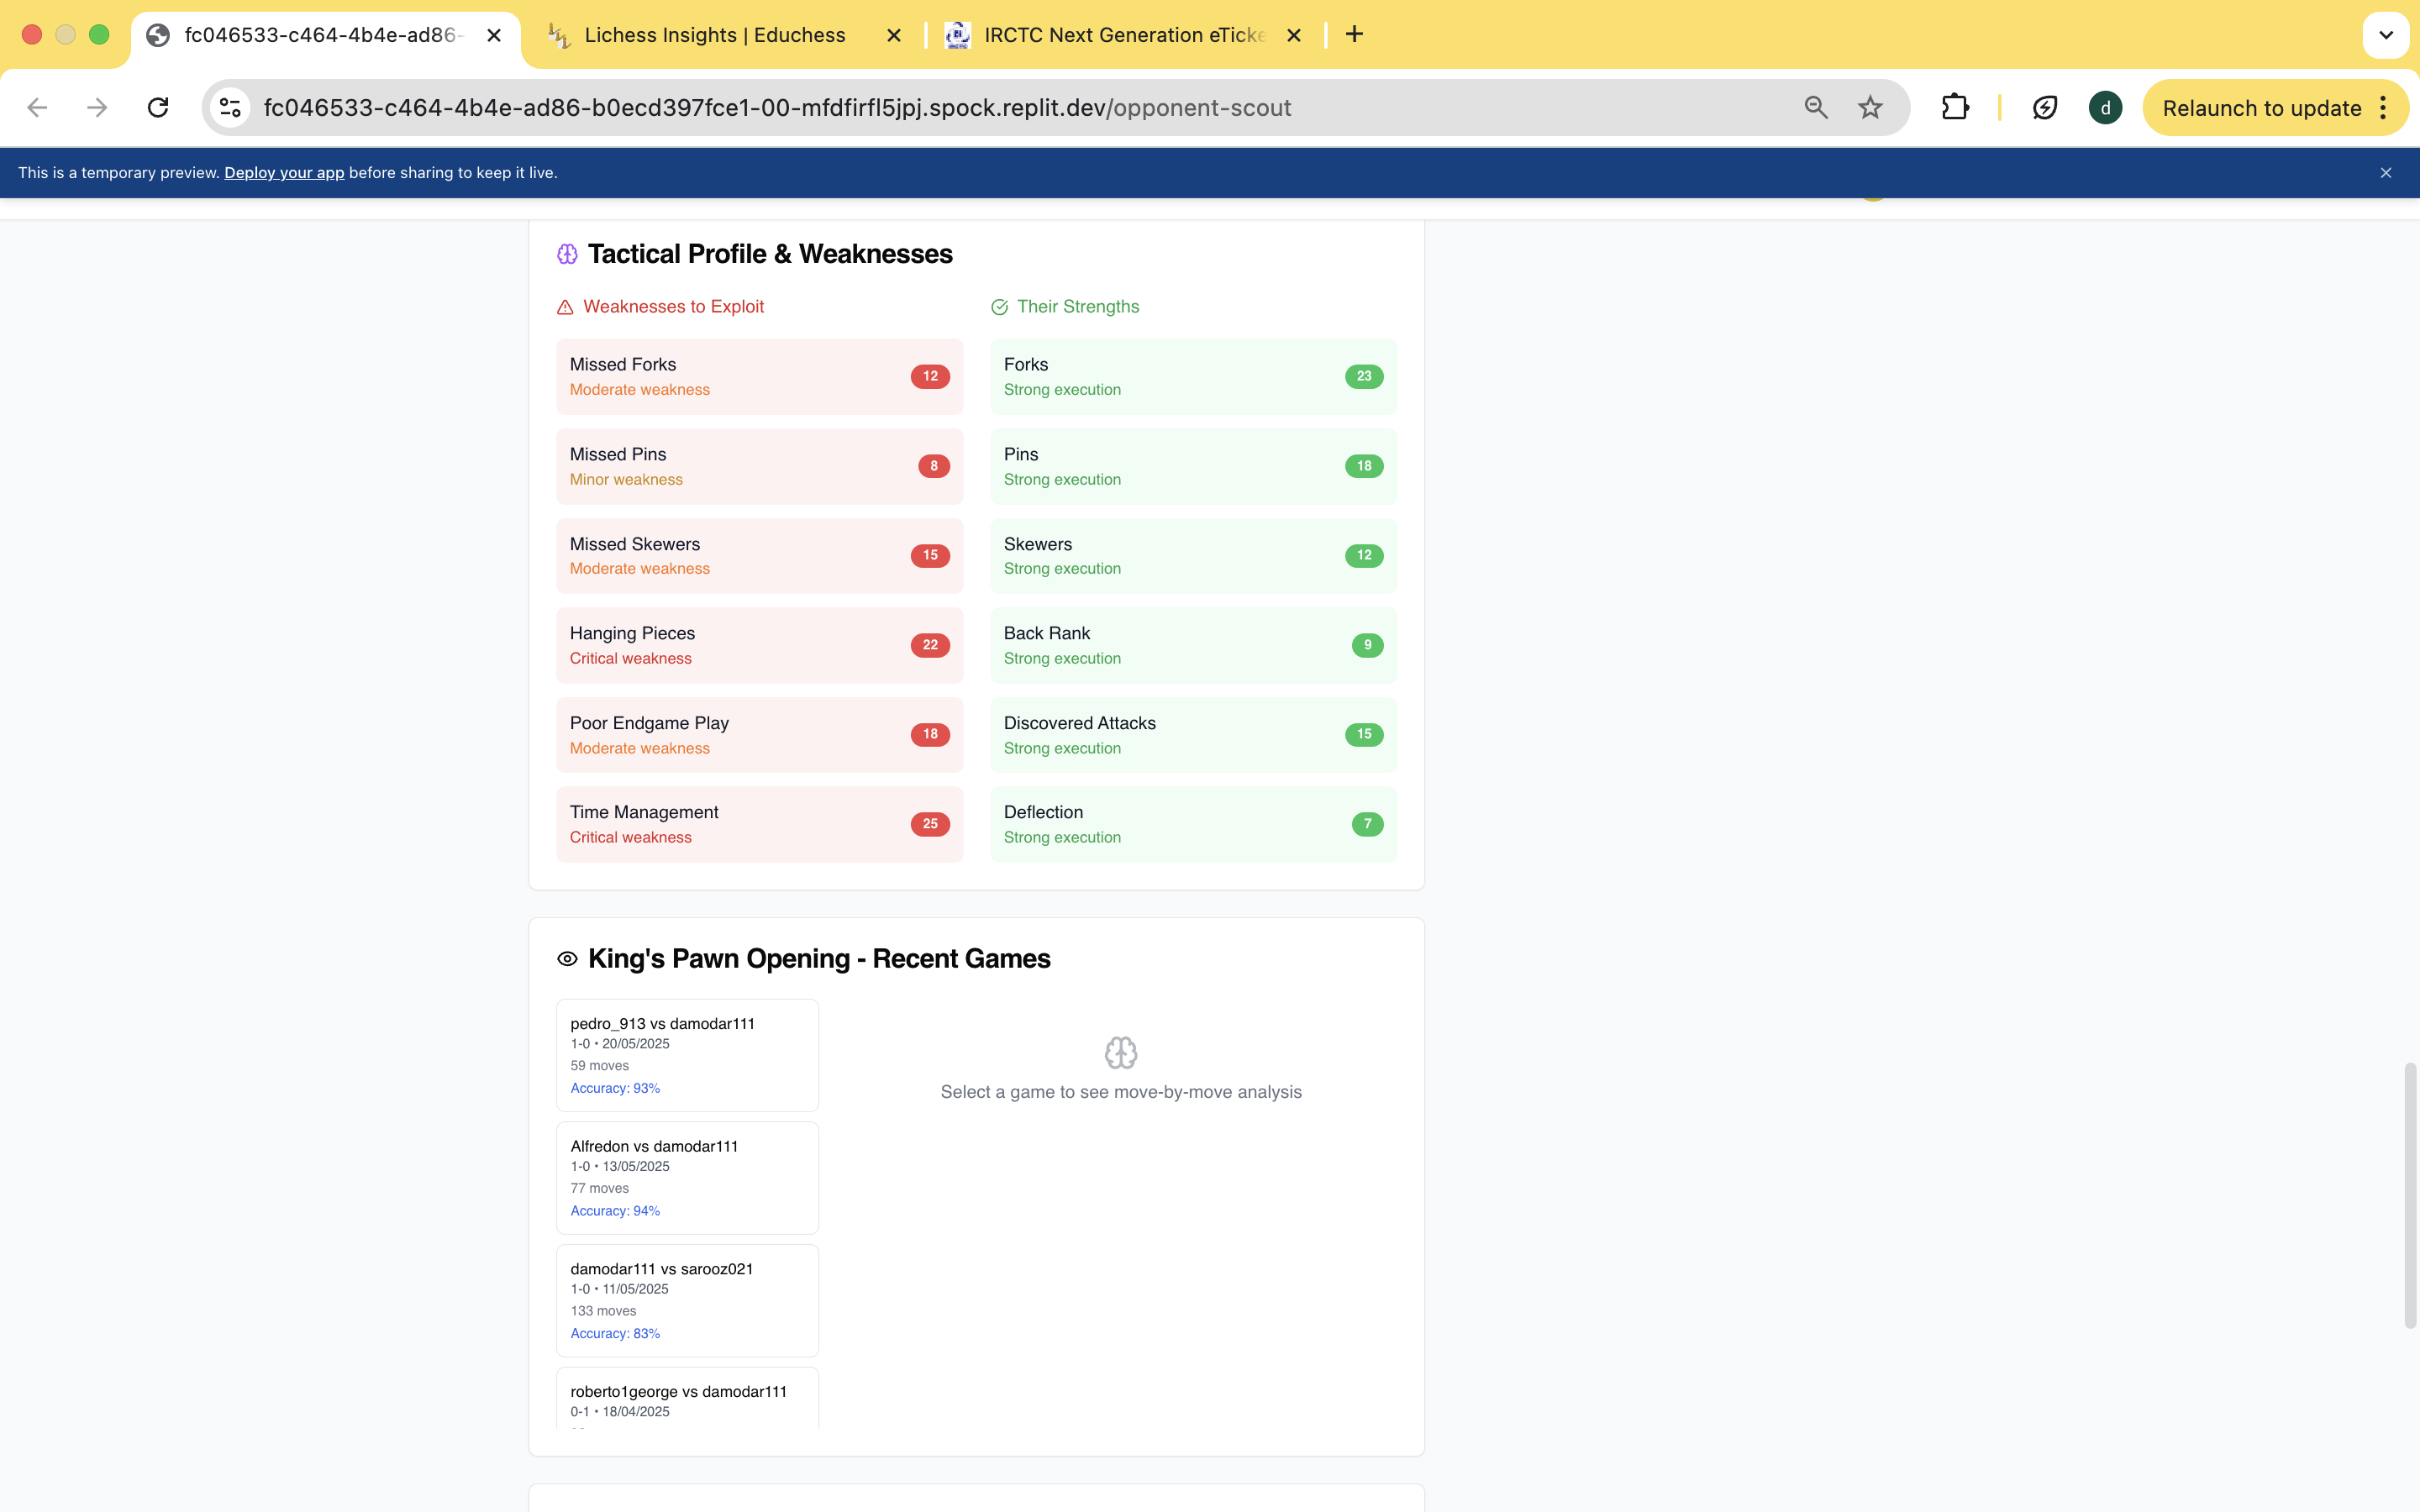 fc046533-c464-4b4e-ad86-
Lichess Insights | Educhess
IRCTC Next Generation eTicke
fc046533-c464-4b4e-ad86-b0ecd397fce1-00-mfdfirfl5jpj.spock.replit.dev/opponent-scout
d
Relaunch to update
This is a temporary preview. Deploy your app before sharing to keep it live.
Tactical Profile & Weaknesses
Weaknesses to Exploit
Missed Forks
Moderate weakness
12
Missed Pins
Minor weakness
8
Missed Skewers
Moderate weakness
15
Hanging Pieces
Critical weakness
22
Poor Endgame Play
Moderate weakness
18
Time Management
Critical weakness
25
Their Strengths
Forks
Strong execution
23
Pins
Strong execution
18
Skewers
Strong execution
12
Back Rank
Strong execution
9
Discovered Attacks
Strong execution
15
Deflection
Strong execution
7
King's Pawn Opening - Recent Games
pedro_913 vs damodar111
1-0 • 20/05/2025
59 moves
Accuracy: 93%
Alfredon vs damodar111
1-0 • 13/05/2025
77 moves
Accuracy: 94%
damodar111 vs sarooz021
1-0 • 11/05/2025
133 moves
Accuracy: 83%
roberto1george vs damodar111
0-1 • 18/04/2025
Select a game to see move-by-move analysis